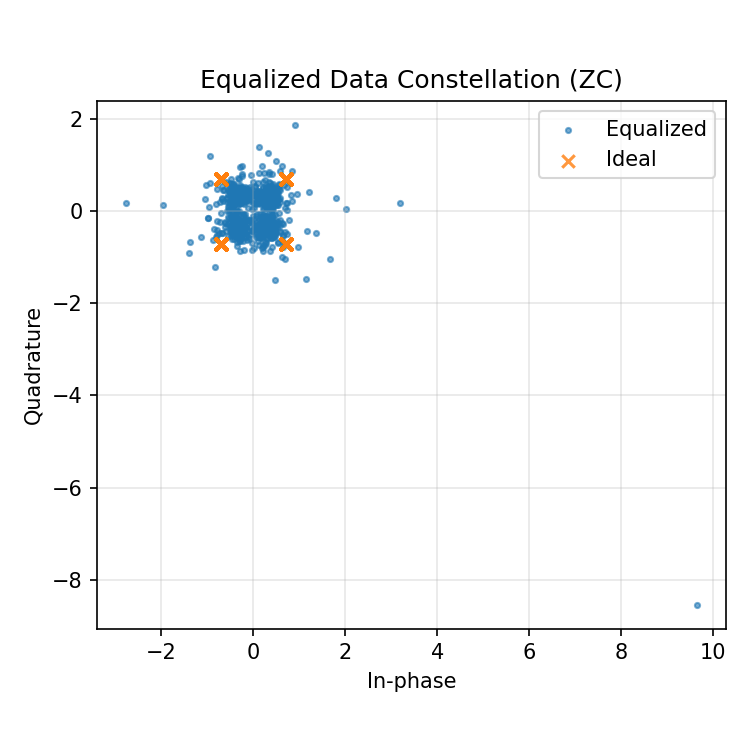 Equalized Data Constellation (ZC)
Equalized
Ideal
2
0
−2
−4
−6
−8
Quadrature
−2
0
2
4
6
8
10
In-phase